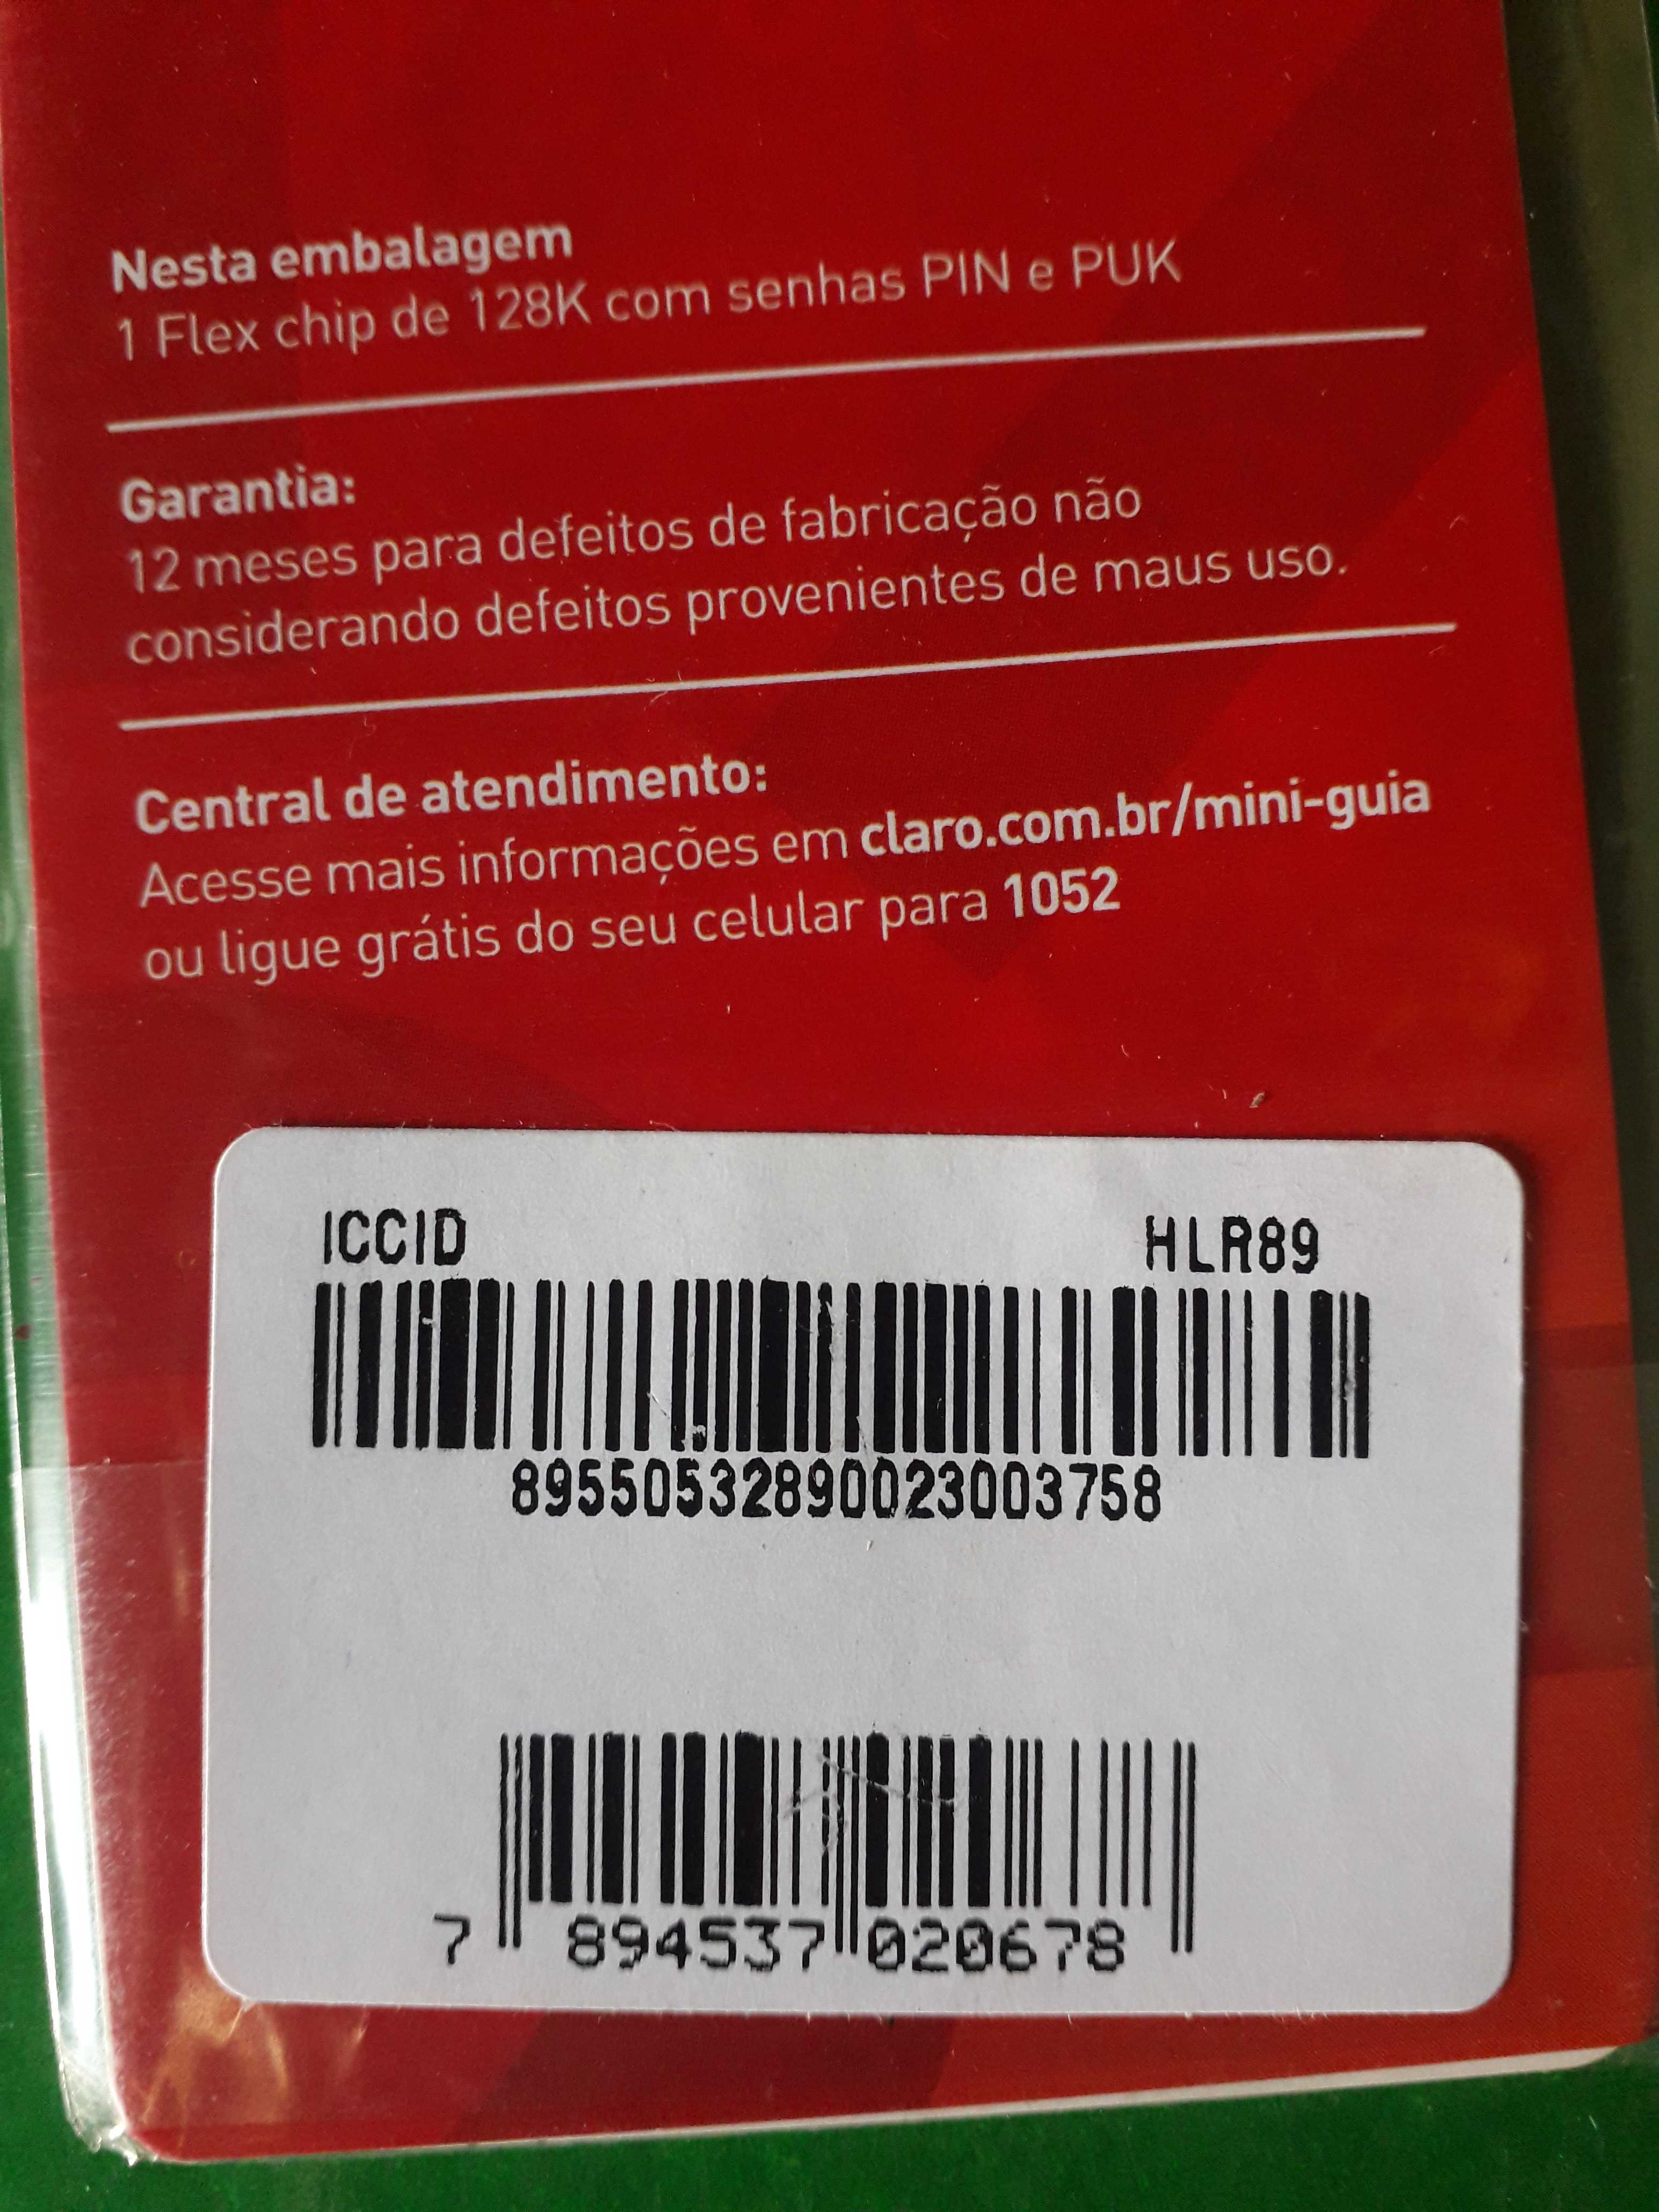 Nesta embalagem
1 Flex chip de 128K com senhas PIN e PUK
Garantia:
12 meses para defeitos de fabricação não
considerando defeitos provenientes de maus uso.
Central de atendimento:
Acesse mais informações em claro.com.br/mini-guia
ou ligue grátis do seu celular para 1052
ICCID HLR89
89550532890023003758
7 894537 020678